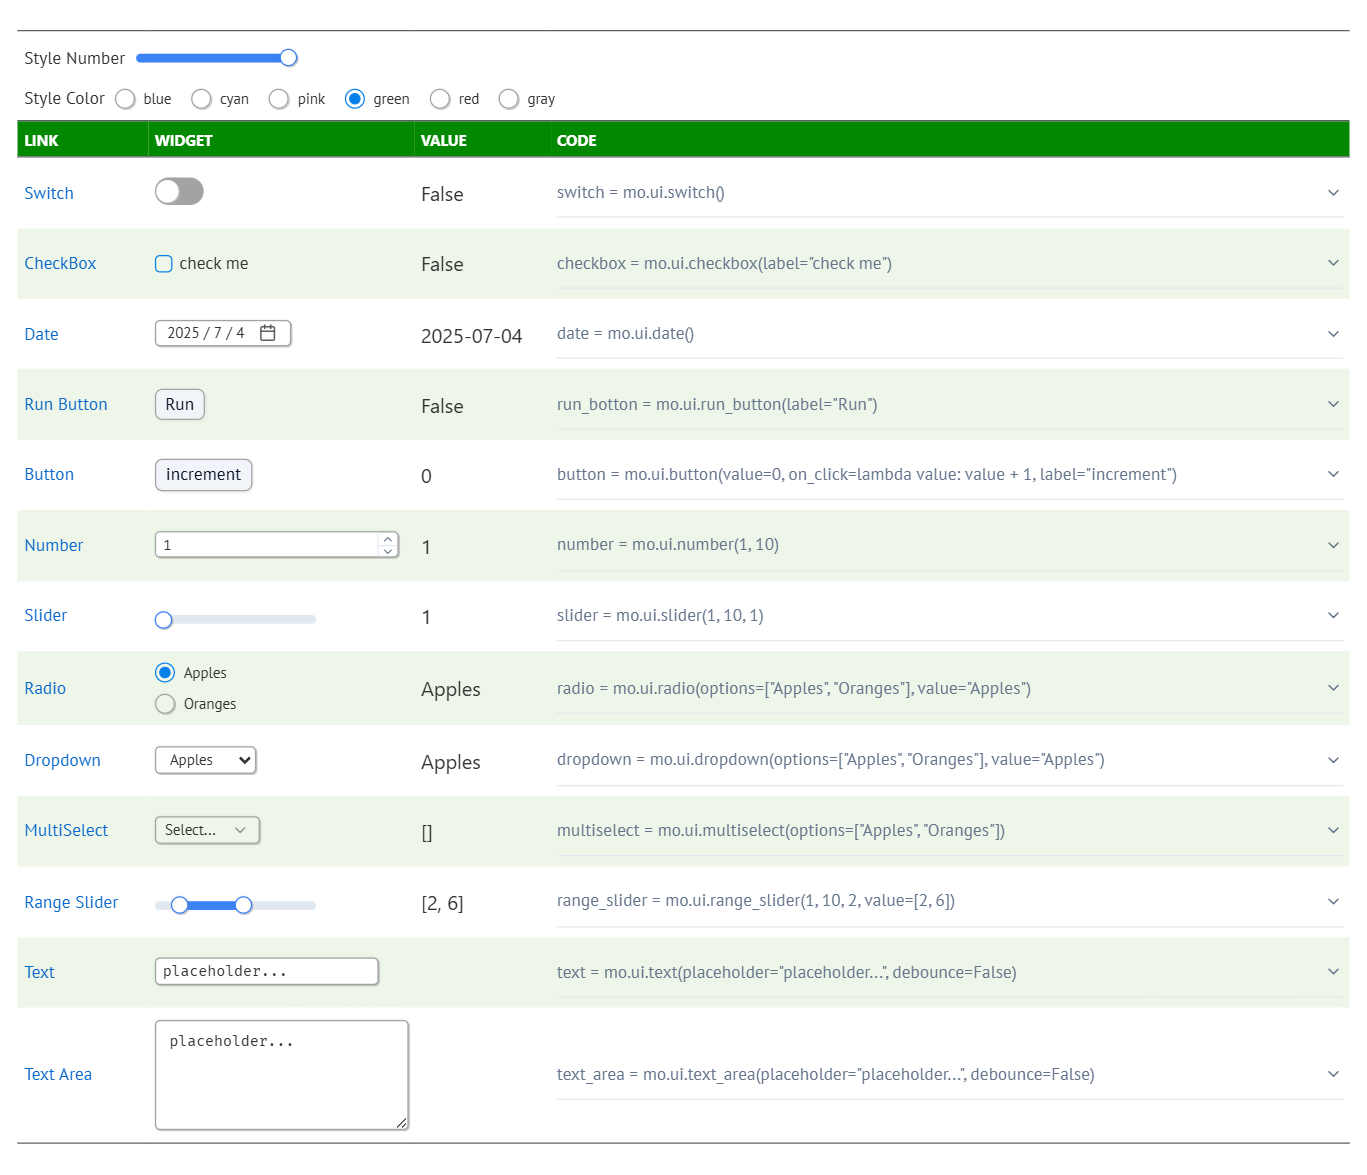 Style Number
Style Color blue cyan pink green red gray
LINK WIDGET VALUE CODE
Switch False switch = mo.ui.switch()
CheckBox check me False checkbox = mo.ui.checkbox(label="check me")
Date 2025 / 7 / 4 2025-07-04 date = mo.ui.date()
Run Button Run False run_botton = mo.ui.run_button(label="Run")
Button increment 0 button = mo.ui.button(value=0, on_click=lambda value: value + 1, label="increment")
Number 1 1 number = mo.ui.number(1, 10)
Slider 1 slider = mo.ui.slider(1, 10, 1)
Radio Apples Oranges Apples radio = mo.ui.radio(options=["Apples", "Oranges"], value="Apples")
Dropdown Apples Apples dropdown = mo.ui.dropdown(options=["Apples", "Oranges"], value="Apples")
MultiSelect Select... [] multiselect = mo.ui.multiselect(options=["Apples", "Oranges"])
Range Slider [2, 6] range_slider = mo.ui.range_slider(1, 10, 2, value=[2, 6])
Text placeholder... text = mo.ui.text(placeholder="placeholder...", debounce=False)
Text Area placeholder... text_area = mo.ui.text_area(placeholder="placeholder...", debounce=False)